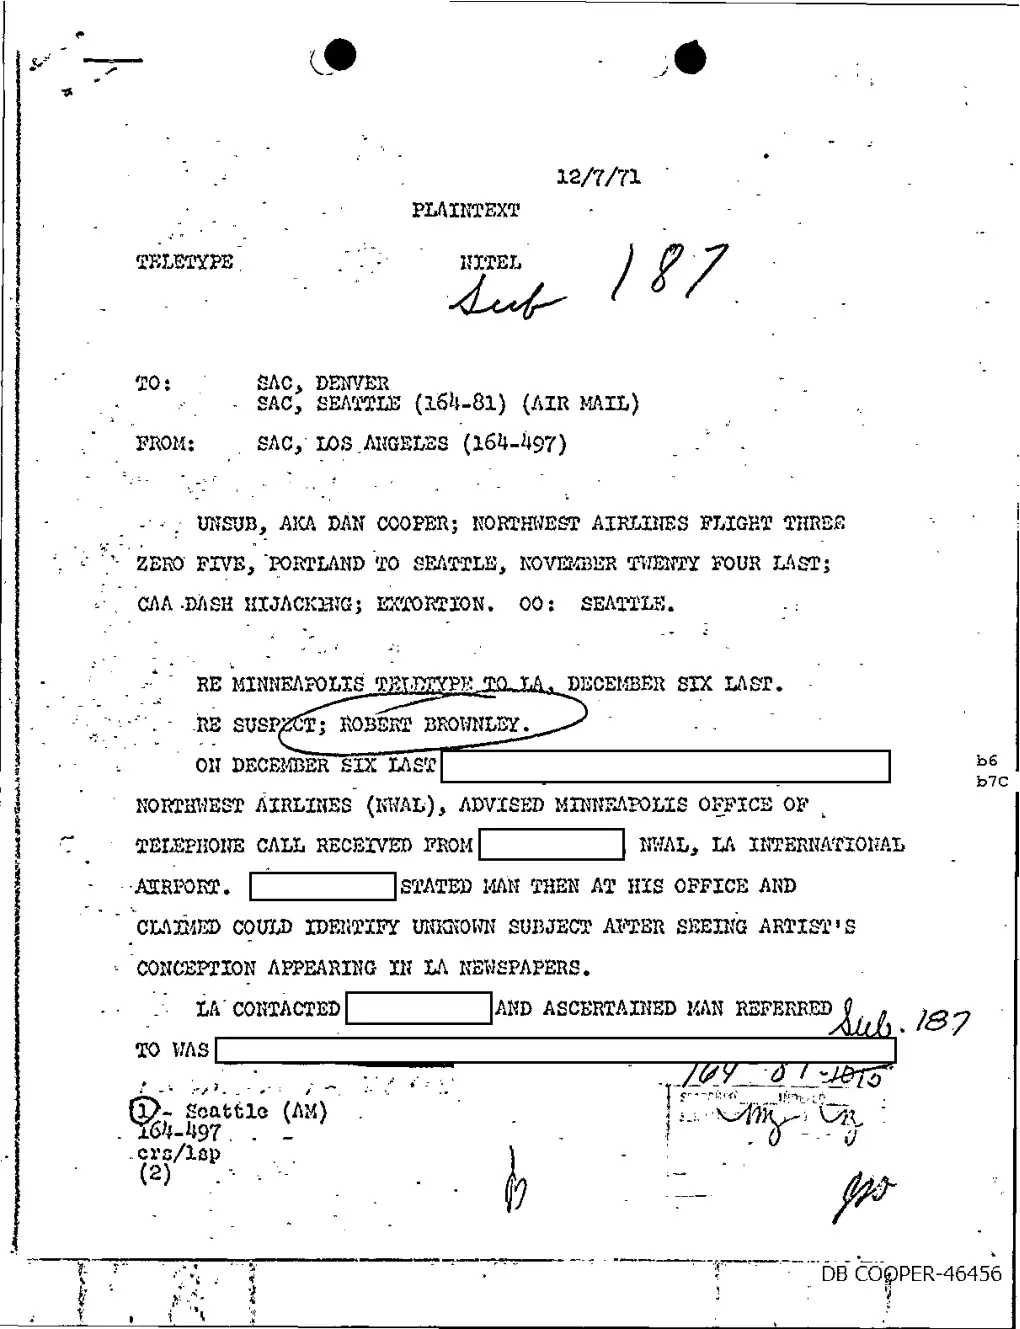 12/7/71
PLAINTEXT
TELETYPE NITEL
Sub 187
TO: SAC, DENVER
SAC, SEATTLE (164-81) (AIR MAIL)
FROM: SAC, LOS ANGELES (164-497)
UNSUB, AKA DAN COOPER; NORTHWEST AIRLINES FLIGHT THREE
ZERO FIVE, PORTLAND TO SEATTLE, NOVEMBER TWENTY FOUR LAST;
CAA DASH HIJACKING; EXTORTION. OO: SEATTLE.
RE MINNEAPOLIS TELETYPE TO LA, DECEMBER SIX LAST.
RE SUSPECT; ROBERT BROWNLEY.
ON DECEMBER SIX LAST
b6
b7C
NORTHWEST AIRLINES (NWAL), ADVISED MINNEAPOLIS OFFICE OF
TELEPHONE CALL RECEIVED FROM , NWAL, LA INTERNATIONAL
AIRPORT. STATED MAN THEN AT HIS OFFICE AND
CLAIMED COULD IDENTIFY UNKNOWN SUBJECT AFTER SEEING ARTIST'S
CONCEPTION APPEARING IN LA NEWSPAPERS.
LA CONTACTED AND ASCERTAINED MAN REFERRED
Sub. 187
TO WAS
1 - Seattle (AM)
164-497
crs/lsp
(2)
DB COOPER-46456